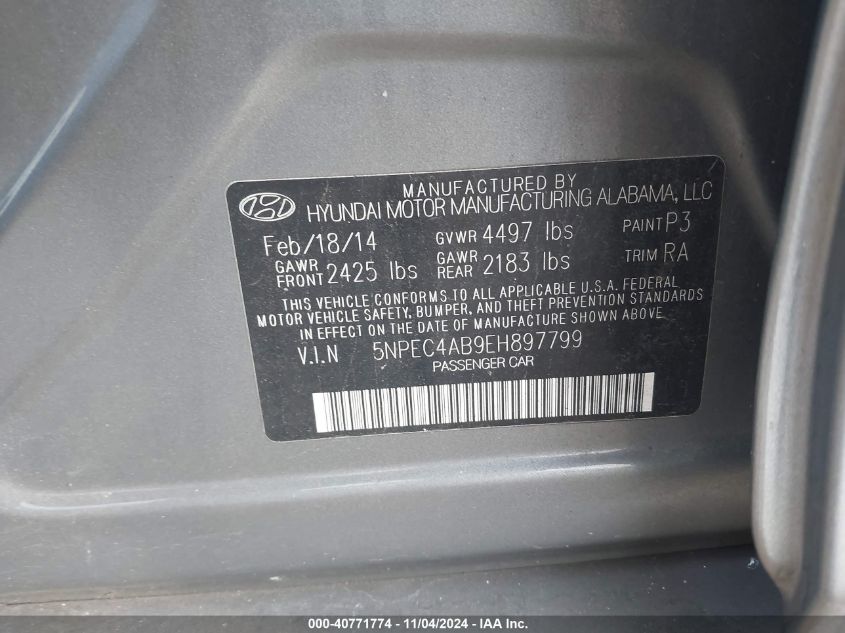 MANUFACTURED BY
HYUNDAI MOTOR MANUFACTURING ALABAMA, LLC
Feb/18/14 GVWR 4497 lbs PAINT P3
GAWR FRONT 2425 lbs GAWR REAR 2183 lbs TRIM RA
THIS VEHICLE CONFORMS TO ALL APPLICABLE U.S.A. FEDERAL
MOTOR VEHICLE SAFETY, BUMPER, AND THEFT PREVENTION STANDARDS
IN EFFECT ON THE DATE OF MANUFACTURE SHOWN ABOVE.
V.I.N 5NPEC4AB9EH897799
PASSENGER CAR
000-40771774 - 11/04/2024 - IAA Inc.